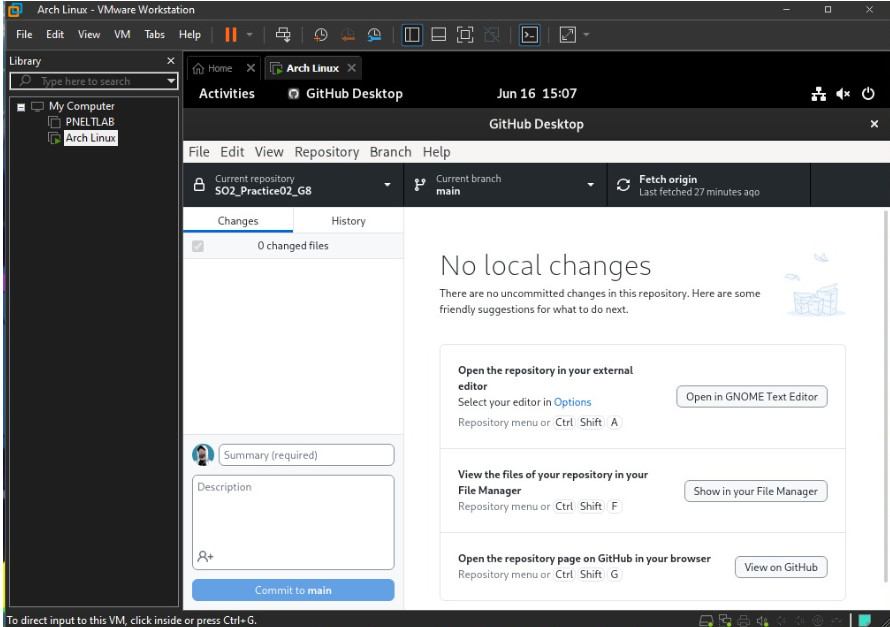 Arch Linux - VMware Workstation
File Edit View VM Tabs Help
Library
Type here to search
My Computer
PNELTLAB
Arch Linux
Home
Arch Linux
Activities GitHub Desktop Jun 16 15:07
GitHub Desktop
File Edit View Repository Branch Help
Current repository
SO2_Practice02_G8
Current branch
main
Fetch origin
Last fetched 27 minutes ago
Changes History
0 changed files
No local changes
There are no uncommitted changes in this repository. Here are some
friendly suggestions for what to do next.
Open the repository in your external
editor
Select your editor in Options
Repository menu or Ctrl Shift A
Open in GNOME Text Editor
View the files of your repository in your
File Manager
Repository menu or Ctrl Shift F
Show in your File Manager
Open the repository page on GitHub in your browser
Repository menu or Ctrl Shift G
View on GitHub
Summary (required)
Description
Commit to main
To direct input to this VM, click inside or press Ctrl+G.